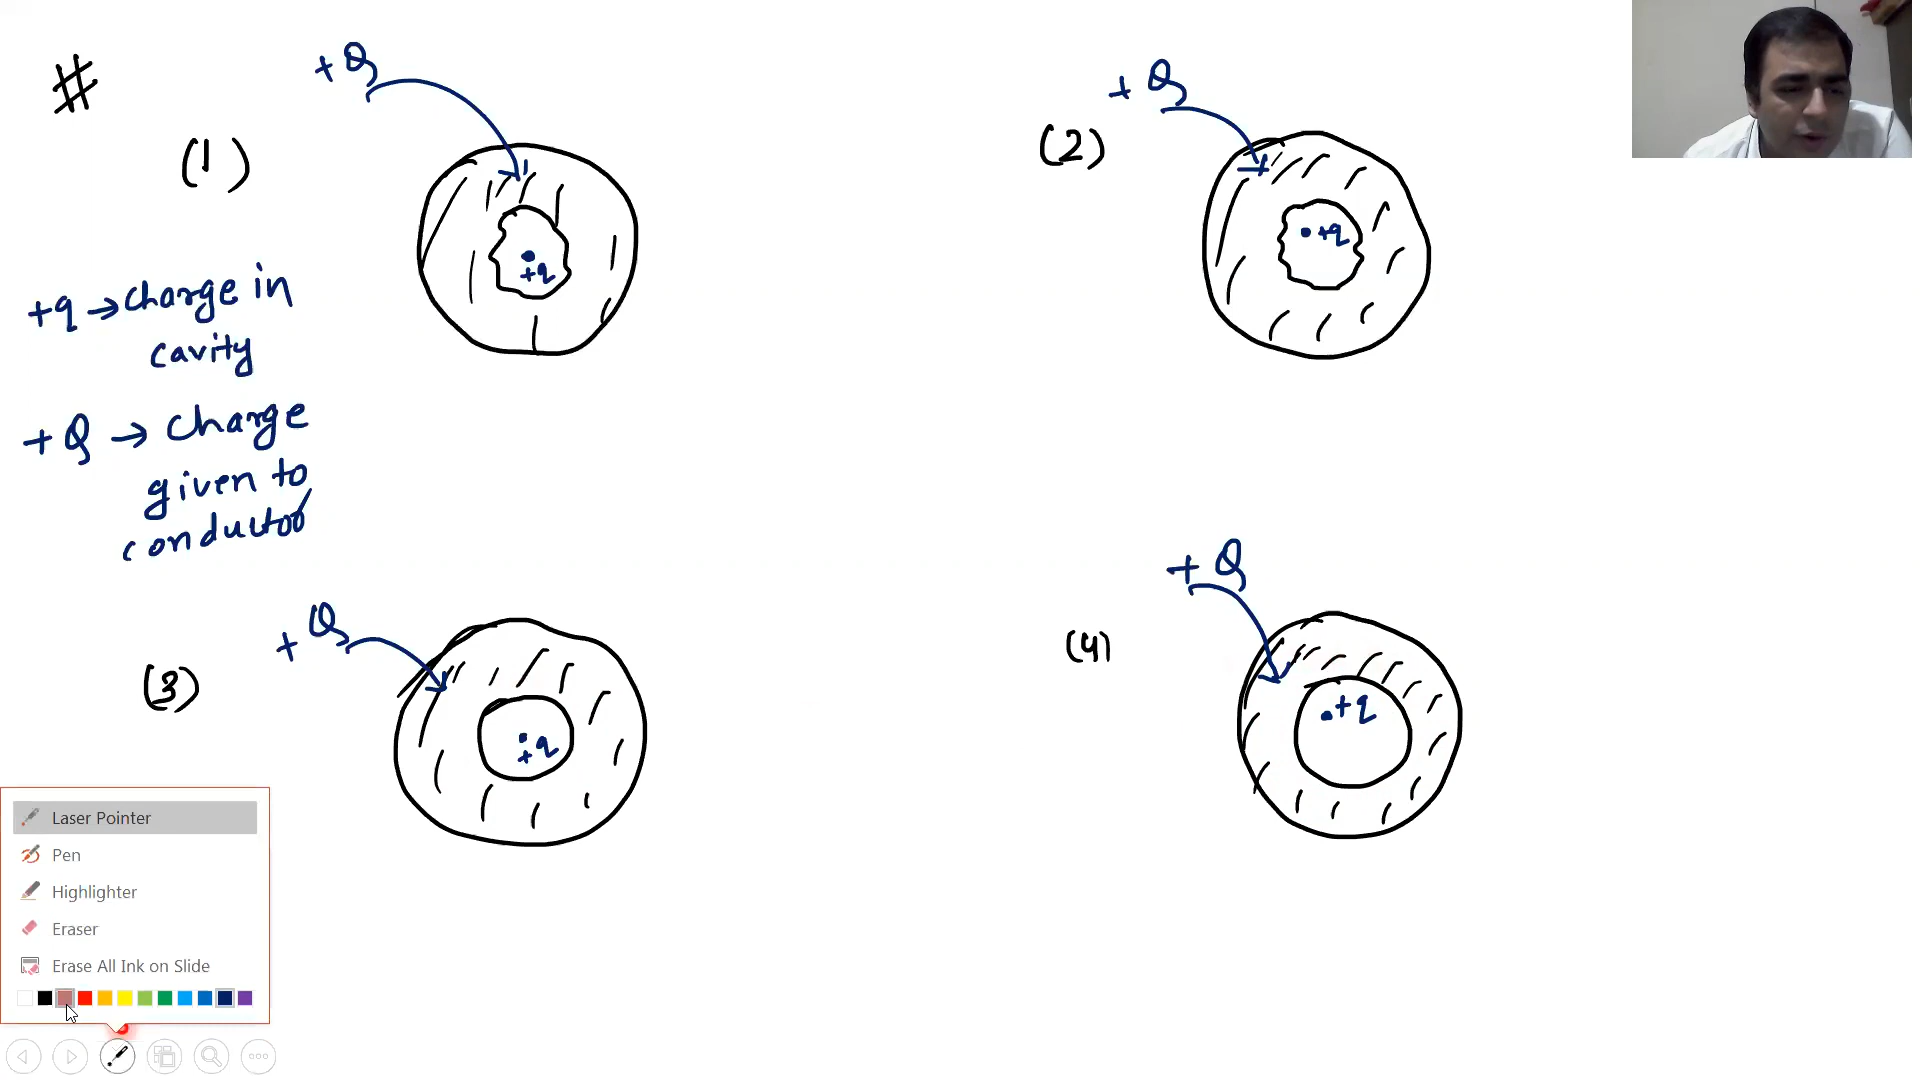 #
+Q
(1)
+q
+q → charge in
cavity
+Q → charge
given to
conductor
+Q
(2)
+q
+Q
(3)
+q
+Q
(4)
+q
Laser Pointer
Pen
Highlighter
Eraser
Erase All Ink on Slide